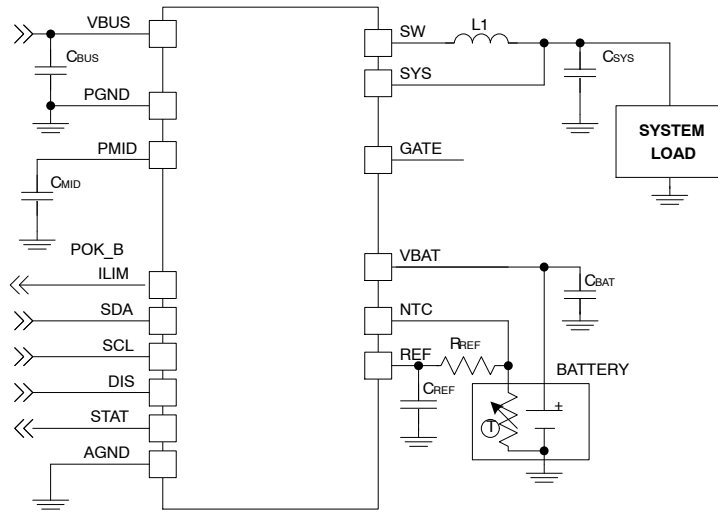 VBUS
CBUS
PGND
PMID
CMID
POK_B
ILIM
SDA
SCL
DIS
STAT
AGND
SW
L1
SYS
CSYS
SYSTEM
LOAD
GATE
VBAT
CBAT
NTC
RREF
REF
CREF
BATTERY
T
+